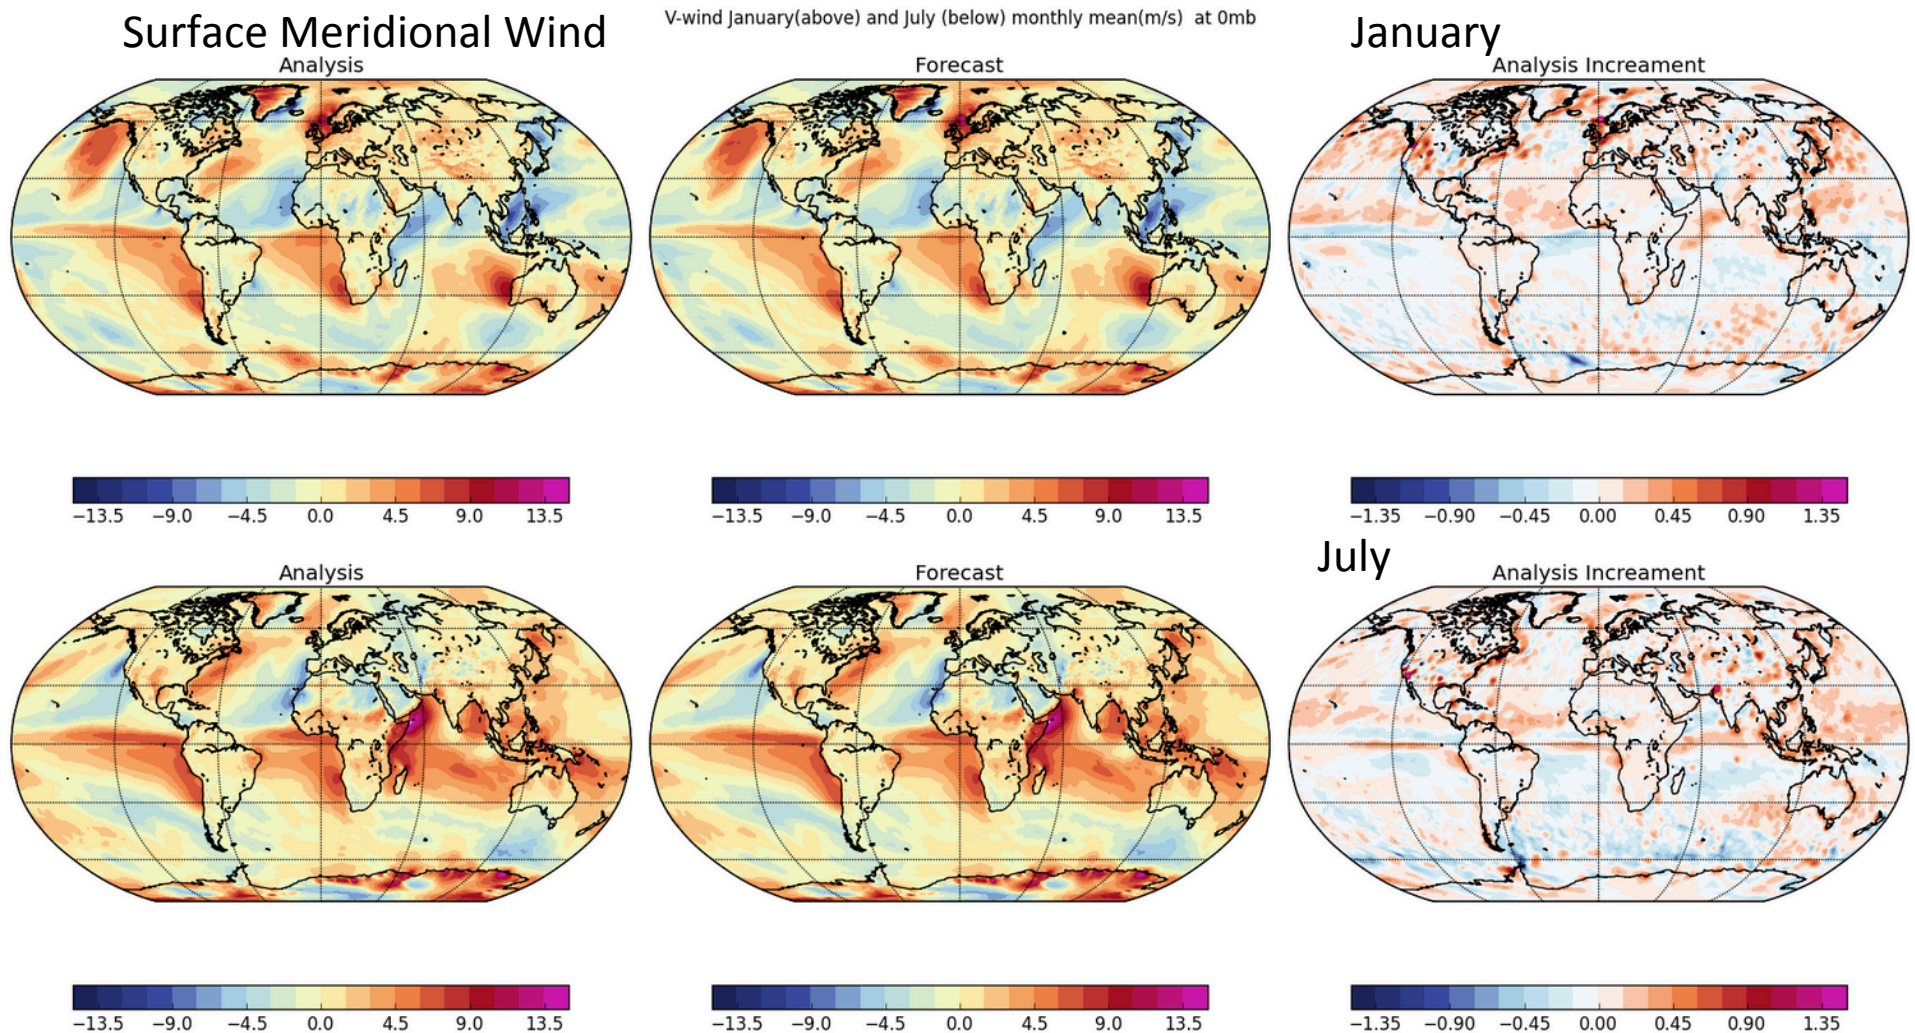 Surface Meridional Wind
V-wind January(above) and July (below) monthly mean(m/s)  at 0mb
January
Analysis
Forecast
Analysis Increament
−13.5 −9.0 −4.5 0.0 4.5 9.0 13.5
−13.5 −9.0 −4.5 0.0 4.5 9.0 13.5
−1.35 −0.90 −0.45 0.00 0.45 0.90 1.35
July
Analysis
Forecast
Analysis Increament
−13.5 −9.0 −4.5 0.0 4.5 9.0 13.5
−13.5 −9.0 −4.5 0.0 4.5 9.0 13.5
−1.35 −0.90 −0.45 0.00 0.45 0.90 1.35